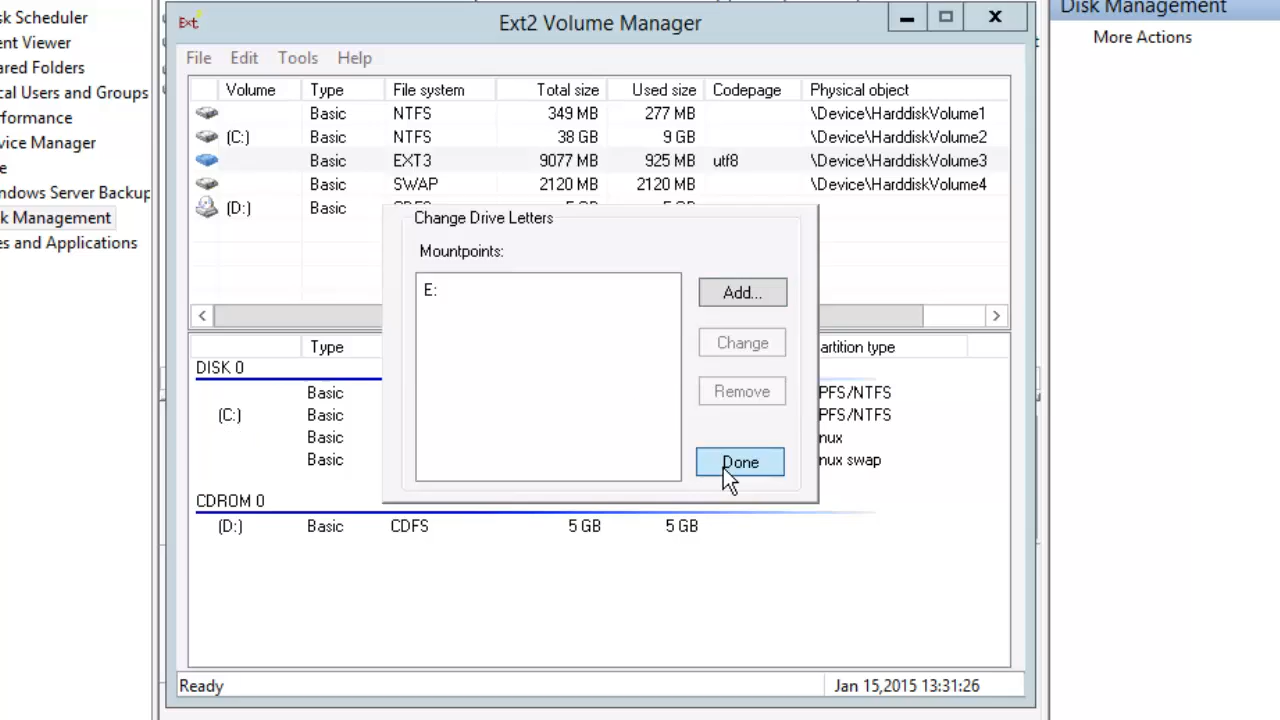 sk Scheduler
ent Viewer
ared Folders
cal Users and Groups
rformance
vice Manager
e
ndows Server Backup
k Management
es and Applications
Ext2 Volume Manager
File Edit Tools Help
Volume Type File system Total size Used size Codepage Physical object
Basic NTFS 349 MB 277 MB \Device\HarddiskVolume1
(C:) Basic NTFS 38 GB 9 GB \Device\HarddiskVolume2
Basic EXT3 9077 MB 925 MB utf8 \Device\HarddiskVolume3
Basic SWAP 2120 MB 2120 MB \Device\HarddiskVolume4
(D:) Basic CDFS 5 GB 5 GB
Change Drive Letters
Mountpoints:
E:
Add...
Change
Remove
Done
Type artition type
DISK 0
Basic PFS/NTFS
(C:) Basic PFS/NTFS
Basic nux
Basic nux swap
CDROM 0
(D:) Basic CDFS 5 GB 5 GB
Ready Jan 15,2015 13:31:26
Disk Management
More Actions